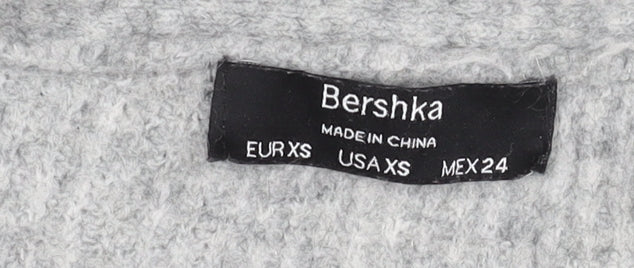 Bershka
MADE IN CHINA
EUR XS USA XS MEX 24